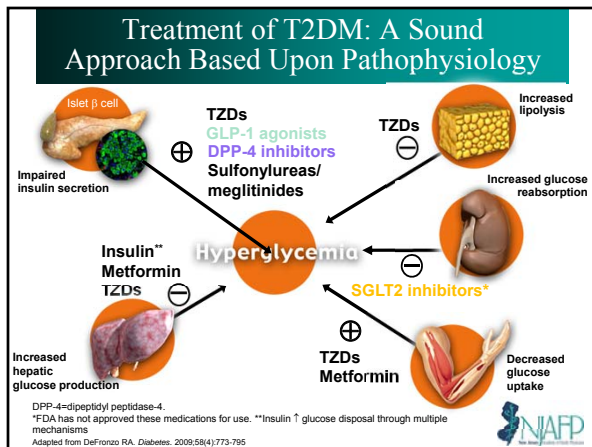 Treatment of T2DM: A Sound
Approach Based Upon Pathophysiology
Islet β cell
Impaired
insulin secretion
TZDs
GLP-1 agonists
DPP-4 inhibitors
Sulfonylureas/
meglitinides
TZDs
Increased
lipolysis
Increased glucose
reabsorption
Hyperglycemia
SGLT2 inhibitors*
Insulin**
Metformin
TZDs
Increased
hepatic
glucose production
TZDs
Metformin
Decreased
glucose
uptake
DPP-4=dipeptidyl peptidase-4.
*FDA has not approved these medications for use. **Insulin ↑ glucose disposal through multiple
mechanisms
Adapted from DeFronzo RA. Diabetes. 2009;58(4):773-795
NJAFP